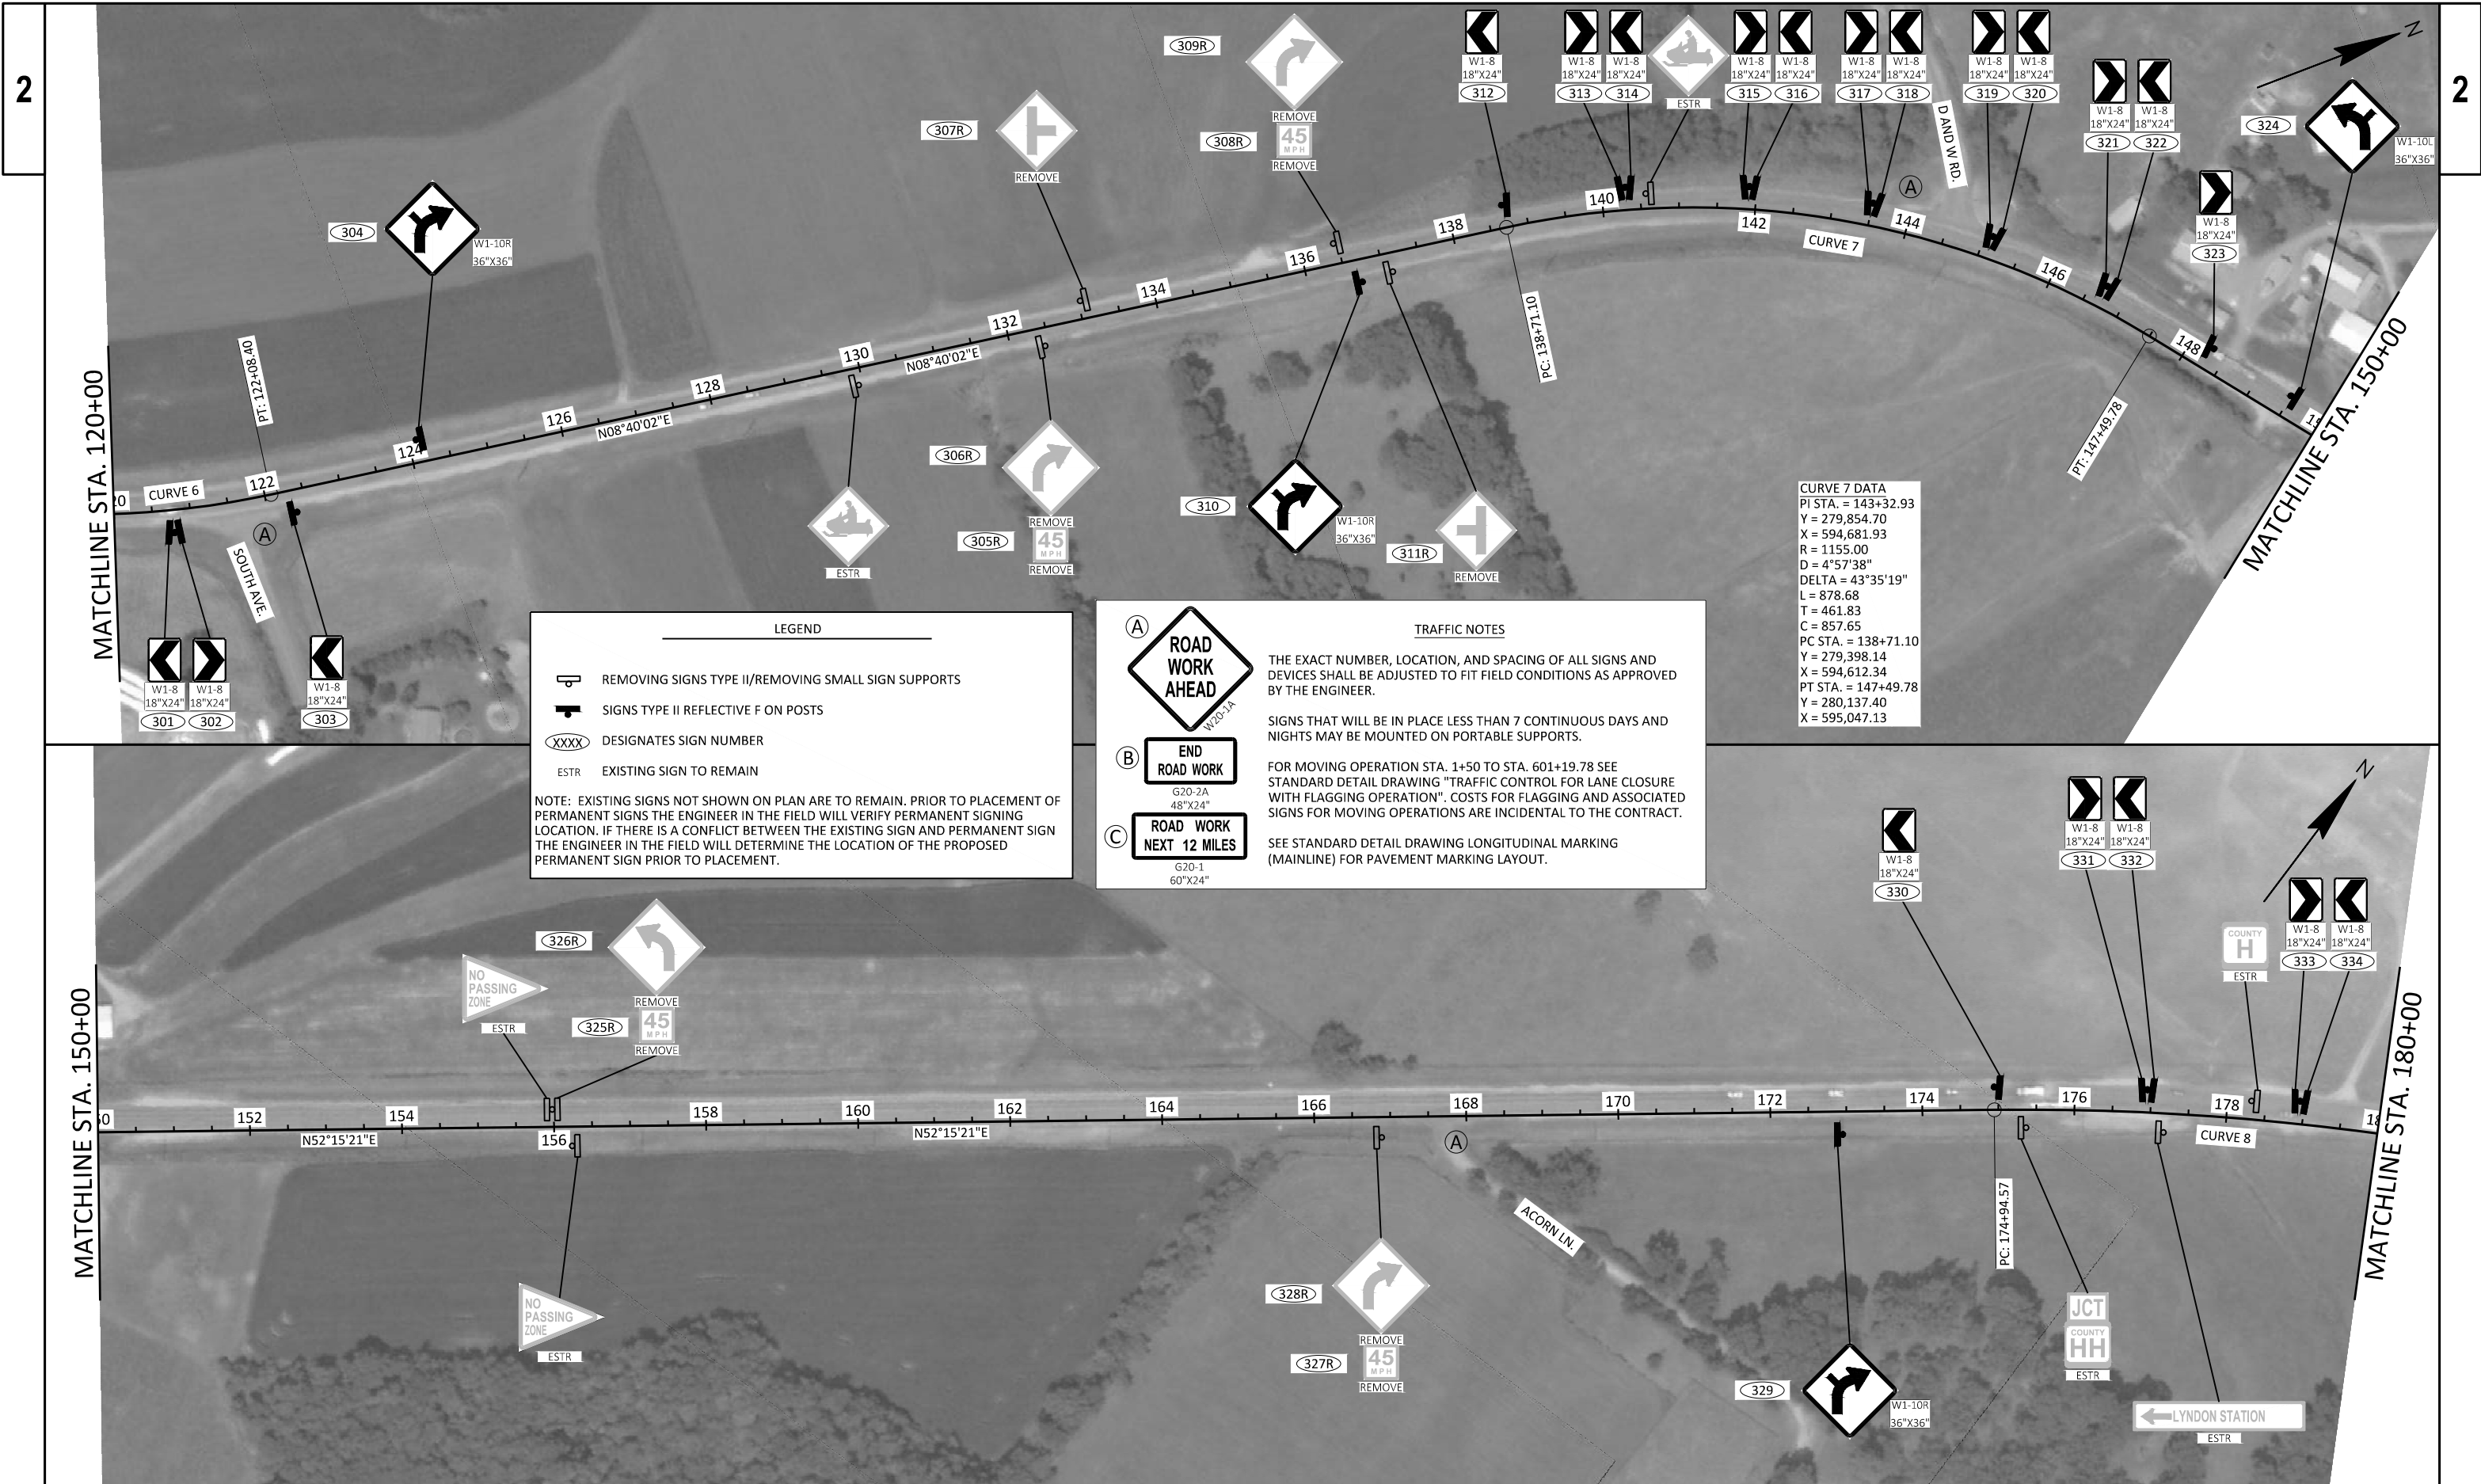 2
2
MATCHLINE STA. 120+00
20
CURVE 6
PT: 122+08.40
122
124
126
128
130
132
134
136
138
140
142
144
146
148
N08°40'02"E
N08°40'02"E
CURVE 7
PC: 138+71.10
PT: 147+49.78
MATCHLINE STA. 150+00
SOUTH AVE.
A
W1-8
18"X24"
301
W1-8
18"X24"
302
W1-8
18"X24"
303
304
W1-10R
36"X36"
ESTR
306R
REMOVE
305R
45
MPH
REMOVE
307R
REMOVE
309R
REMOVE
308R
45
MPH
REMOVE
310
W1-10R
36"X36"
311R
REMOVE
W1-8
18"X24"
312
W1-8
18"X24"
313
W1-8
18"X24"
314
ESTR
W1-8
18"X24"
315
W1-8
18"X24"
316
W1-8
18"X24"
317
W1-8
18"X24"
318
A
D AND W RD.
W1-8
18"X24"
319
W1-8
18"X24"
320
W1-8
18"X24"
321
W1-8
18"X24"
322
W1-8
18"X24"
323
324
W1-10L
36"X36"
N
CURVE 7 DATA
PI STA. = 143+32.93
Y = 279,854.70
X = 594,681.93
R = 1155.00
D = 4°57'38"
DELTA = 43°35'19"
L = 878.68
T = 461.83
C = 857.65
PC STA. = 138+71.10
Y = 279,398.14
X = 594,612.34
PT STA. = 147+49.78
Y = 280,137.40
X = 595,047.13
LEGEND
REMOVING SIGNS TYPE II/REMOVING SMALL SIGN SUPPORTS
SIGNS TYPE II REFLECTIVE F ON POSTS
XXXX DESIGNATES SIGN NUMBER
ESTR EXISTING SIGN TO REMAIN
NOTE: EXISTING SIGNS NOT SHOWN ON PLAN ARE TO REMAIN. PRIOR TO PLACEMENT OF
PERMANENT SIGNS THE ENGINEER IN THE FIELD WILL VERIFY PERMANENT SIGNING
LOCATION. IF THERE IS A CONFLICT BETWEEN THE EXISTING SIGN AND PERMANENT SIGN
THE ENGINEER IN THE FIELD WILL DETERMINE THE LOCATION OF THE PROPOSED
PERMANENT SIGN PRIOR TO PLACEMENT.
A
ROAD
WORK
AHEAD
W20-1A
B
END
ROAD WORK
G20-2A
48"X24"
C
ROAD WORK
NEXT 12 MILES
G20-1
60"X24"
TRAFFIC NOTES
THE EXACT NUMBER, LOCATION, AND SPACING OF ALL SIGNS AND
DEVICES SHALL BE ADJUSTED TO FIT FIELD CONDITIONS AS APPROVED
BY THE ENGINEER.
SIGNS THAT WILL BE IN PLACE LESS THAN 7 CONTINUOUS DAYS AND
NIGHTS MAY BE MOUNTED ON PORTABLE SUPPORTS.
FOR MOVING OPERATION STA. 1+50 TO STA. 601+19.78 SEE
STANDARD DETAIL DRAWING "TRAFFIC CONTROL FOR LANE CLOSURE
WITH FLAGGING OPERATION". COSTS FOR FLAGGING AND ASSOCIATED
SIGNS FOR MOVING OPERATIONS ARE INCIDENTAL TO THE CONTRACT.
SEE STANDARD DETAIL DRAWING LONGITUDINAL MARKING
(MAINLINE) FOR PAVEMENT MARKING LAYOUT.
MATCHLINE STA. 150+00
152
154
156
158
160
162
164
166
168
170
172
174
176
178
N52°15'21"E
N52°15'21"E
NO
PASSING
ZONE
ESTR
326R
REMOVE
325R
45
MPH
REMOVE
NO
PASSING
ZONE
ESTR
328R
REMOVE
327R
45
MPH
REMOVE
A
ACORN LN.
329
W1-10R
36"X36"
W1-8
18"X24"
330
PC: 174+94.57
W1-8
18"X24"
331
W1-8
18"X24"
332
COUNTY
H
ESTR
W1-8
18"X24"
333
W1-8
18"X24"
334
N
CURVE 8
JCT
COUNTY
HH
ESTR
LYNDON STATION
ESTR
MATCHLINE STA. 180+00